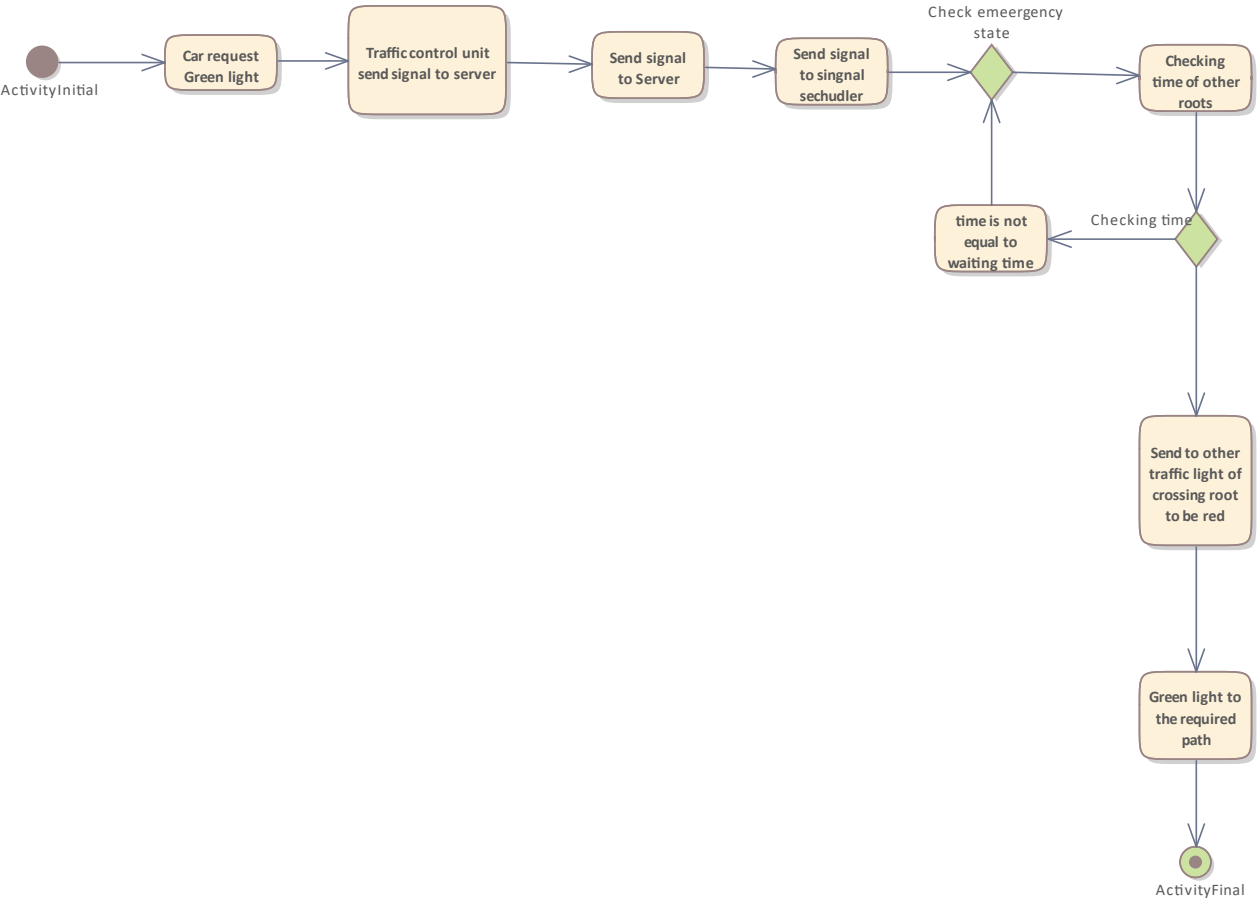 Check emeergency
state
ActivityInitial
Car request
Green light
Traffic control unit
send signal to server
Send signal
to Server
Send signal
to singnal
sechudler
Checking
time of other
roots
time is not
equal to
waiting time
Checking time
Send to other
traffic light of
crossing root
to be red
Green light to
the required
path
ActivityFinal